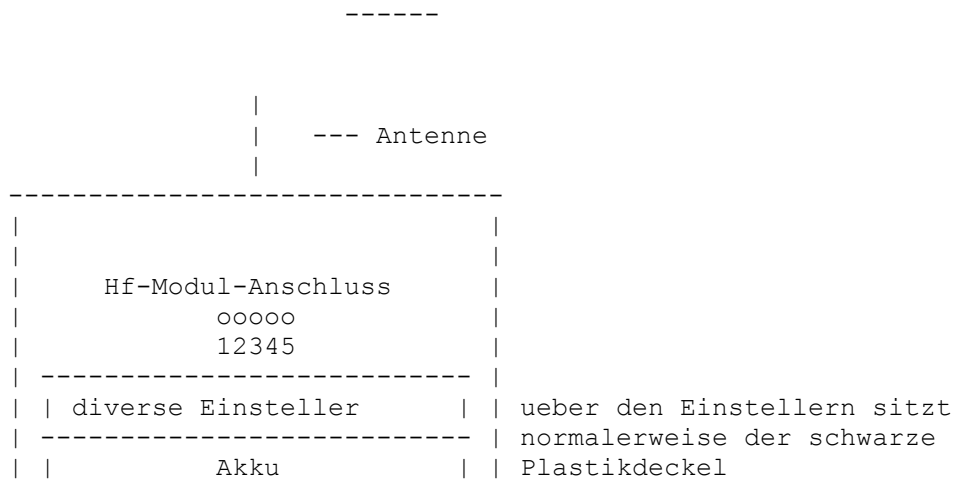 ------
|
| --- Antenne
|
-------------------------------
| |
| |
| Hf-Modul-Anschluss |
| ooooo |
| 12345 |
| --------------------------- |
| | diverse Einsteller | | ueber den Einstellern sitzt
| --------------------------- | normalerweise der schwarze
| | Akku | | Plastikdeckel